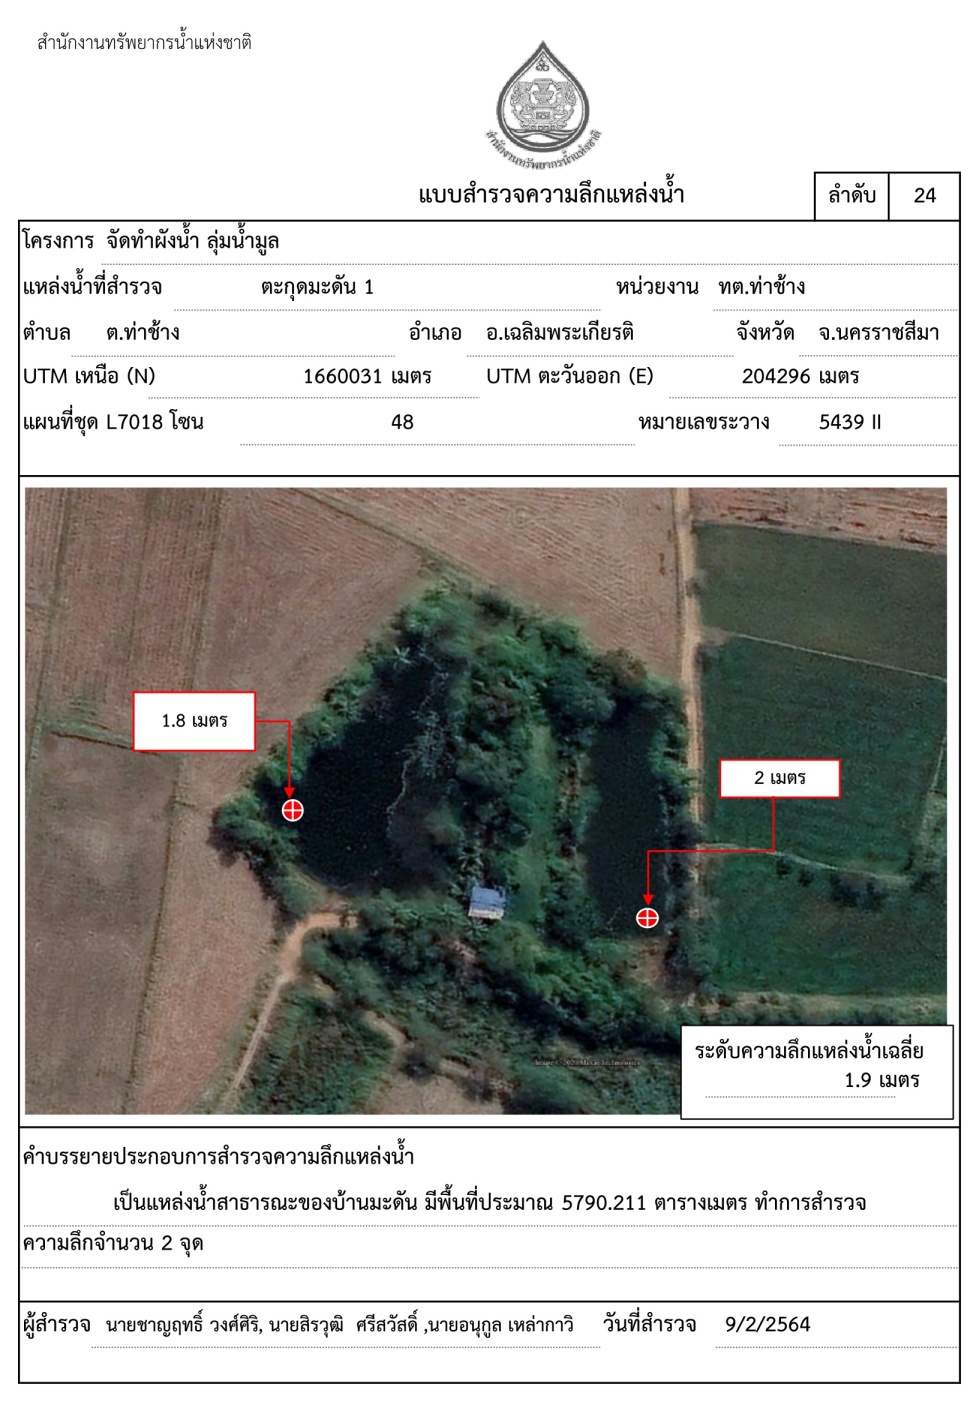 สำนักงานทรัพยากรน้ำแห่งชาติ
สำนักงานทรัพยากรน้ำแห่งชาติ
แบบสำรวจความลึกแหล่งน้ำ ลำดับ 24
โครงการ จัดทำผังน้ำ ลุ่มน้ำมูล
แหล่งน้ำที่สำรวจ ตะกุดมะดัน 1 หน่วยงาน ทต.ท่าช้าง
ตำบล ต.ท่าช้าง อำเภอ อ.เฉลิมพระเกียรติ จังหวัด จ.นครราชสีมา
UTM เหนือ (N) 1660031 เมตร UTM ตะวันออก (E) 204296 เมตร
แผนที่ชุด L7018 โซน 48 หมายเลขระวาง 5439 II
1.8 เมตร
2 เมตร
ระดับความลึกแหล่งน้ำเฉลี่ย
1.9 เมตร
คำบรรยายประกอบการสำรวจความลึกแหล่งน้ำ
เป็นแหล่งน้ำสาธารณะของบ้านมะดัน มีพื้นที่ประมาณ 5790.211 ตารางเมตร ทำการสำรวจ
ความลึกจำนวน 2 จุด
ผู้สำรวจ นายชาญฤทธิ์ วงศ์ศิริ, นายสิรวุฒิ ศรีสวัสดิ์ ,นายอนุกูล เหล่ากาวิ วันที่สำรวจ 9/2/2564